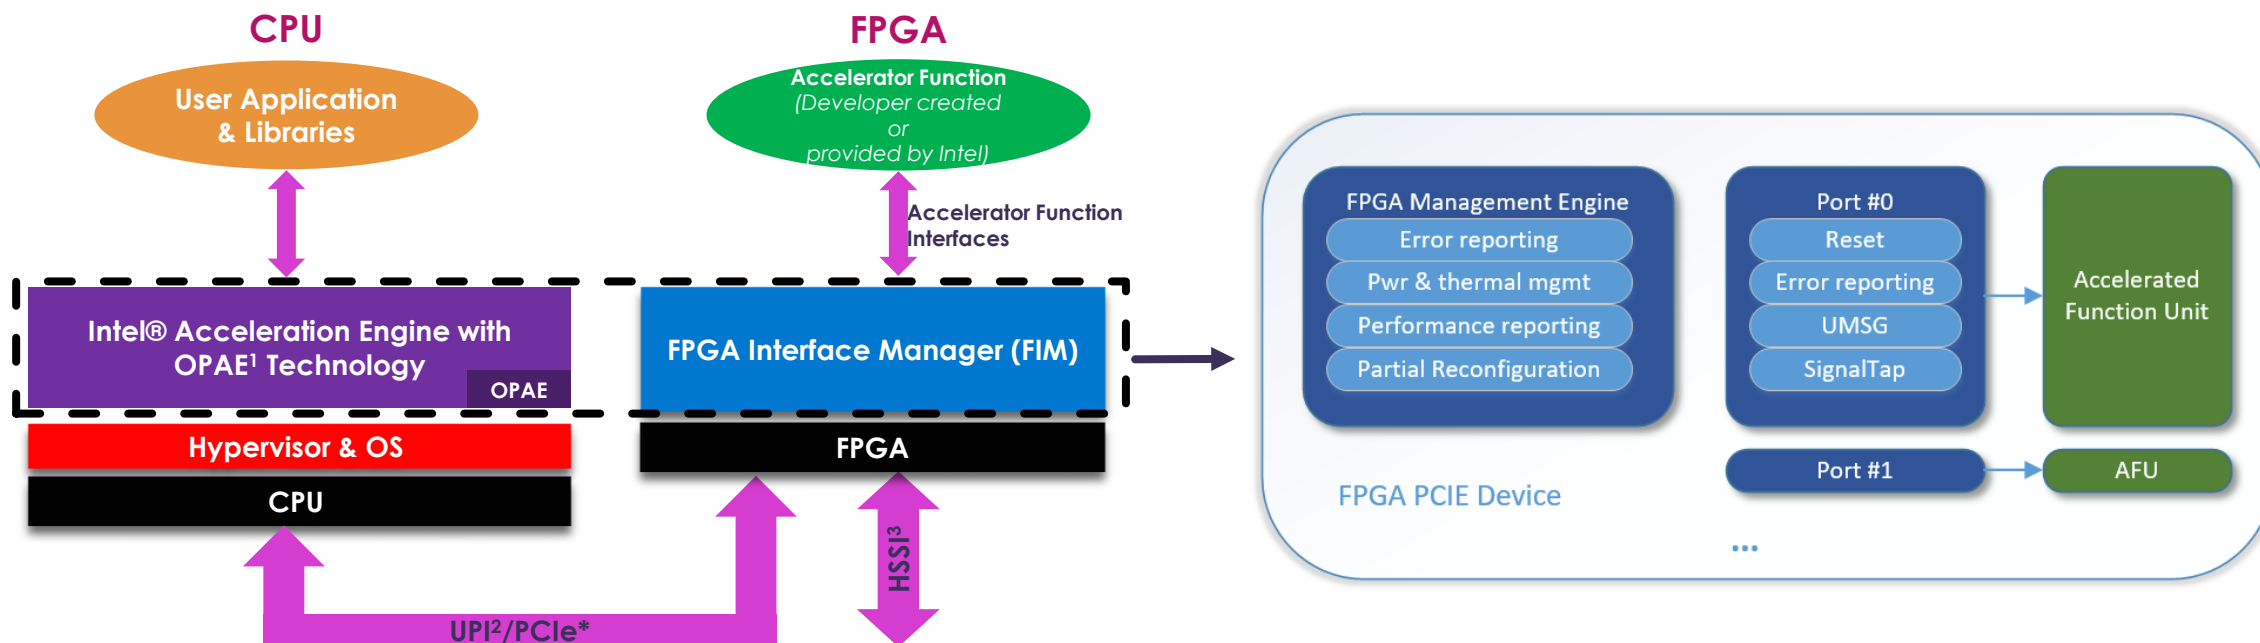 CPU
User Application
& Libraries
Intel® Acceleration Engine with
OPAE¹ Technology
OPAE
Hypervisor & OS
CPU
UPI²/PCIe*
FPGA
Accelerator Function
(Developer created
or
provided by Intel)
Accelerator Function
Interfaces
FPGA Interface Manager (FIM)
FPGA
HSSI³
FPGA Management Engine
Error reporting
Pwr & thermal mgmt
Performance reporting
Partial Reconfiguration
Port #0
Reset
Error reporting
UMSG
SignalTap
Accelerated
Function Unit
Port #1
AFU
FPGA PCIE Device
...